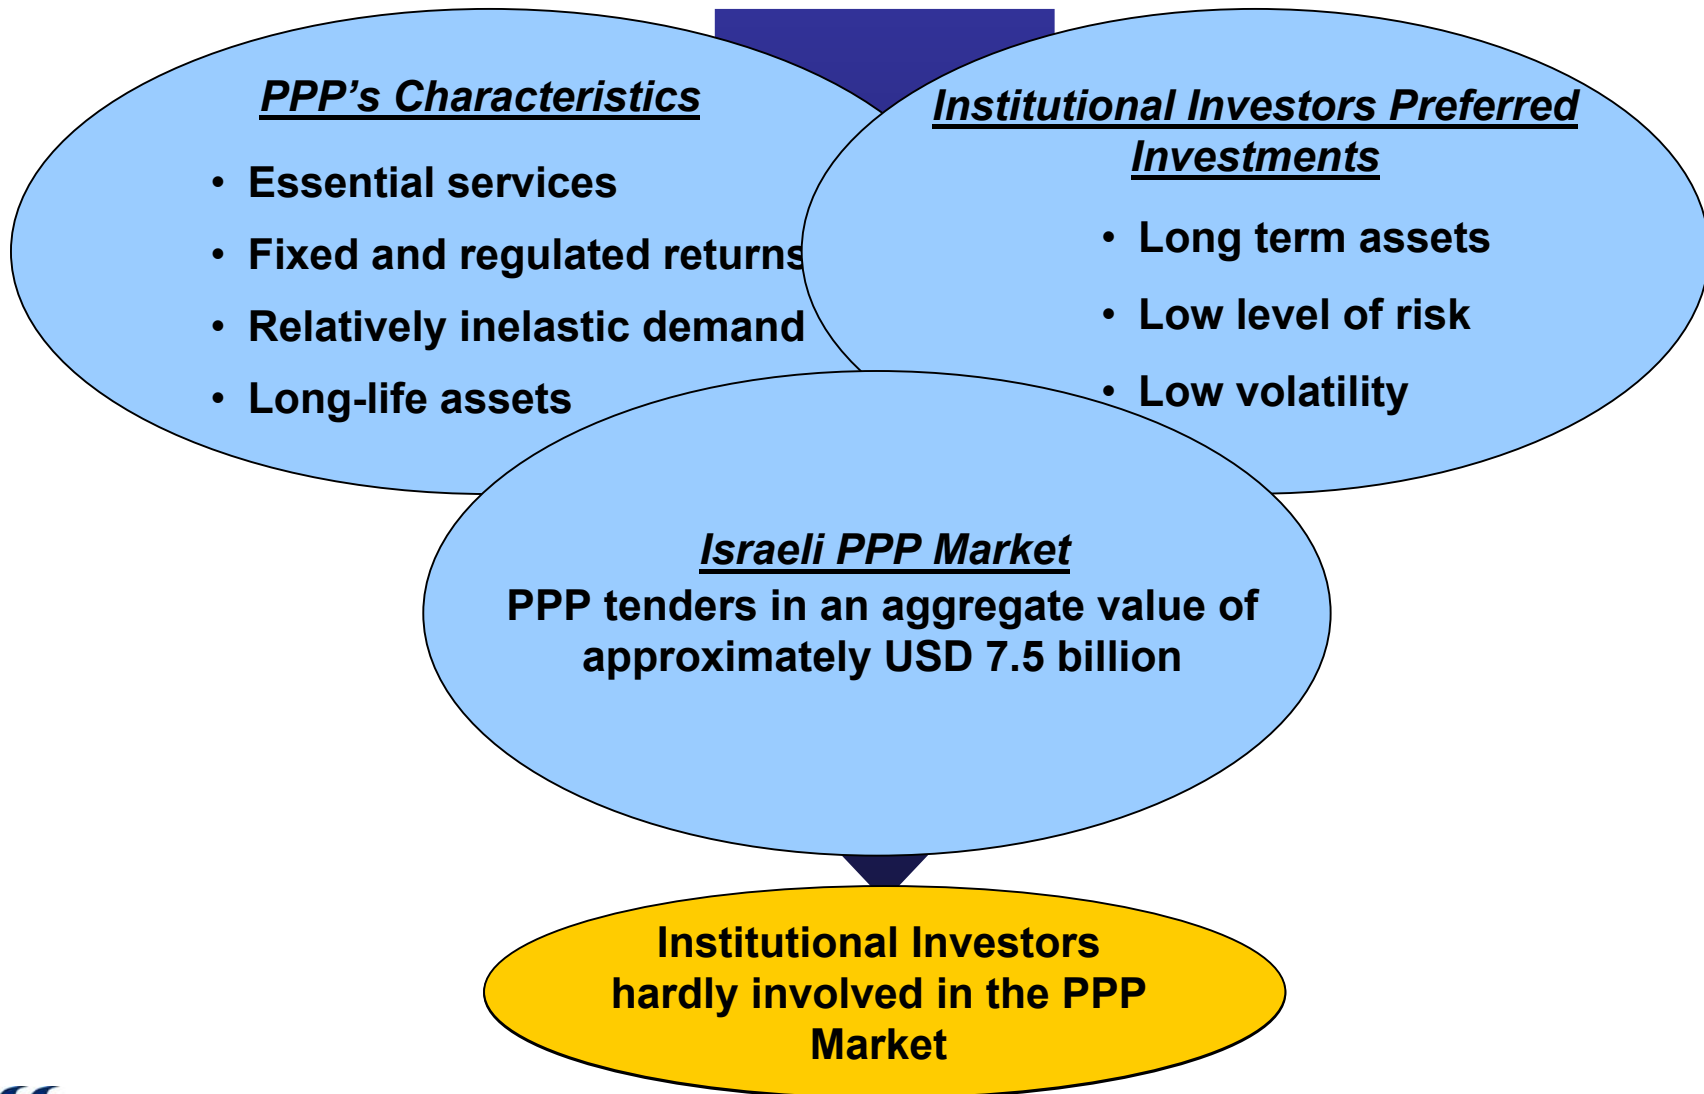 PPP’s Characteristics
• Essential services
• Fixed and regulated returns
• Relatively inelastic demand
• Long-life assets
Institutional Investors Preferred
Investments
• Long term assets
• Low level of risk
• Low volatility
Israeli PPP Market
PPP tenders in an aggregate value of
approximately USD 7.5 billion
Institutional Investors
hardly involved in the PPP
Market